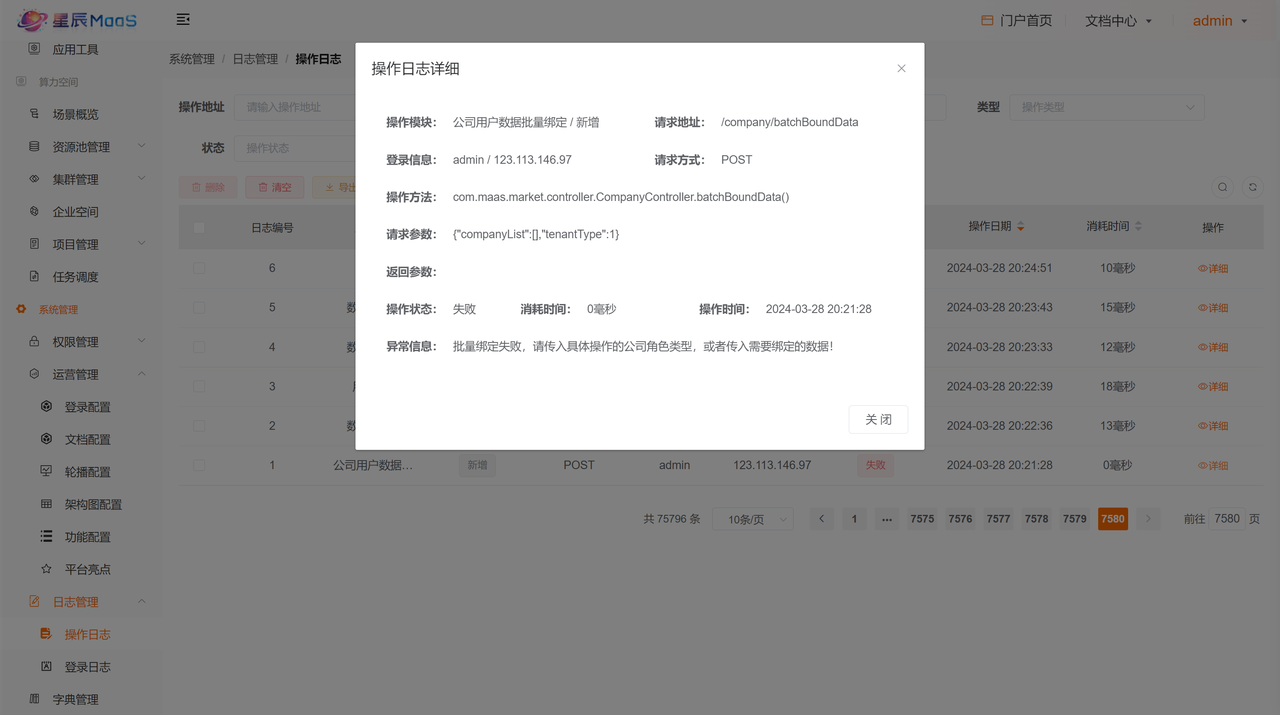 星辰MaaS
门户首页
文档中心
admin
应用工具
算力空间
场景概览
资源池管理
集群管理
企业空间
项目管理
任务调度
系统管理
权限管理
运营管理
登录配置
文档配置
轮播配置
架构图配置
功能配置
平台亮点
日志管理
操作日志
登录日志
字典管理
系统管理 / 日志管理 / 操作日志
操作地址 请输入操作地址
类型 操作类型
状态 操作状态
删除 清空 导出
日志编号 操作日期 消耗时间 操作
6 2024-03-28 20:24:51 10毫秒 详细
5 数 2024-03-28 20:23:43 15毫秒 详细
4 数 2024-03-28 20:23:33 12毫秒 详细
3 2024-03-28 20:22:39 18毫秒 详细
2 数 2024-03-28 20:22:36 13毫秒 详细
1 公司用户数据... 新增 POST admin 123.113.146.97 失败 2024-03-28 20:21:28 0毫秒 详细
共 75796 条 10条/页 1 ... 7575 7576 7577 7578 7579 7580 前往 7580 页
操作日志详细
操作模块： 公司用户数据批量绑定 / 新增 请求地址： /company/batchBoundData
登录信息： admin / 123.113.146.97 请求方式： POST
操作方法： com.maas.market.controller.CompanyController.batchBoundData()
请求参数： {"companyList":[],"tenantType":1}
返回参数：
操作状态： 失败 消耗时间： 0毫秒 操作时间： 2024-03-28 20:21:28
异常信息： 批量绑定失败，请传入具体操作的公司角色类型，或者传入需要绑定的数据！
关 闭